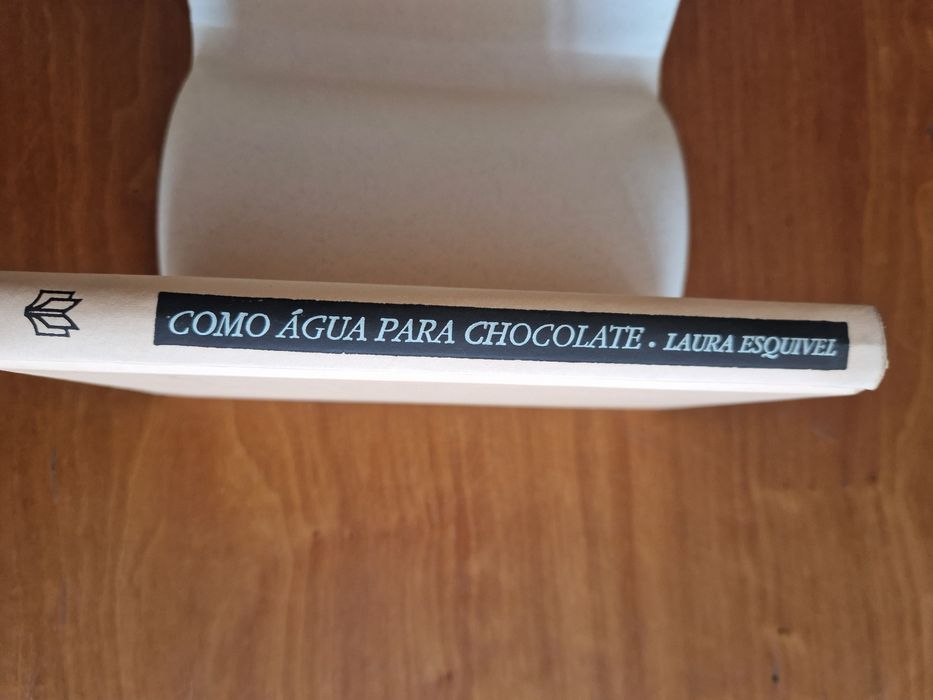 COMO ÁGUA PARA CHOCOLATE • LAURA ESQUIVEL